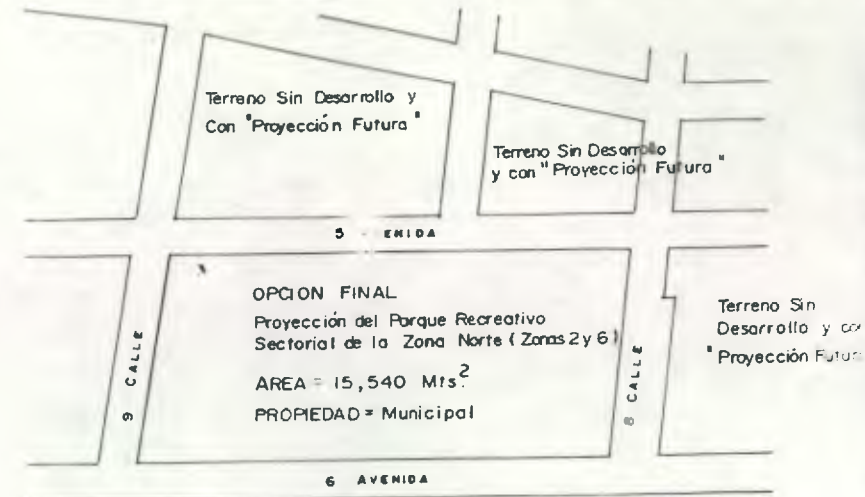 Terreno Sin Desarrollo y
Con "Proyección Futura"
Terreno Sin Desarrollo
y con "Proyección Futura"
5
OPCION FINAL
Proyección del Parque Recreativo
Sectorial de la Zona Norte (Zonas 2 y 6)
AREA = 15,540 Mts.2
PROPIEDAD = Municipal
9 CALLE
8 CALLE
Terreno Sin
Desarrollo y
"Proyección
6 AVENIDA